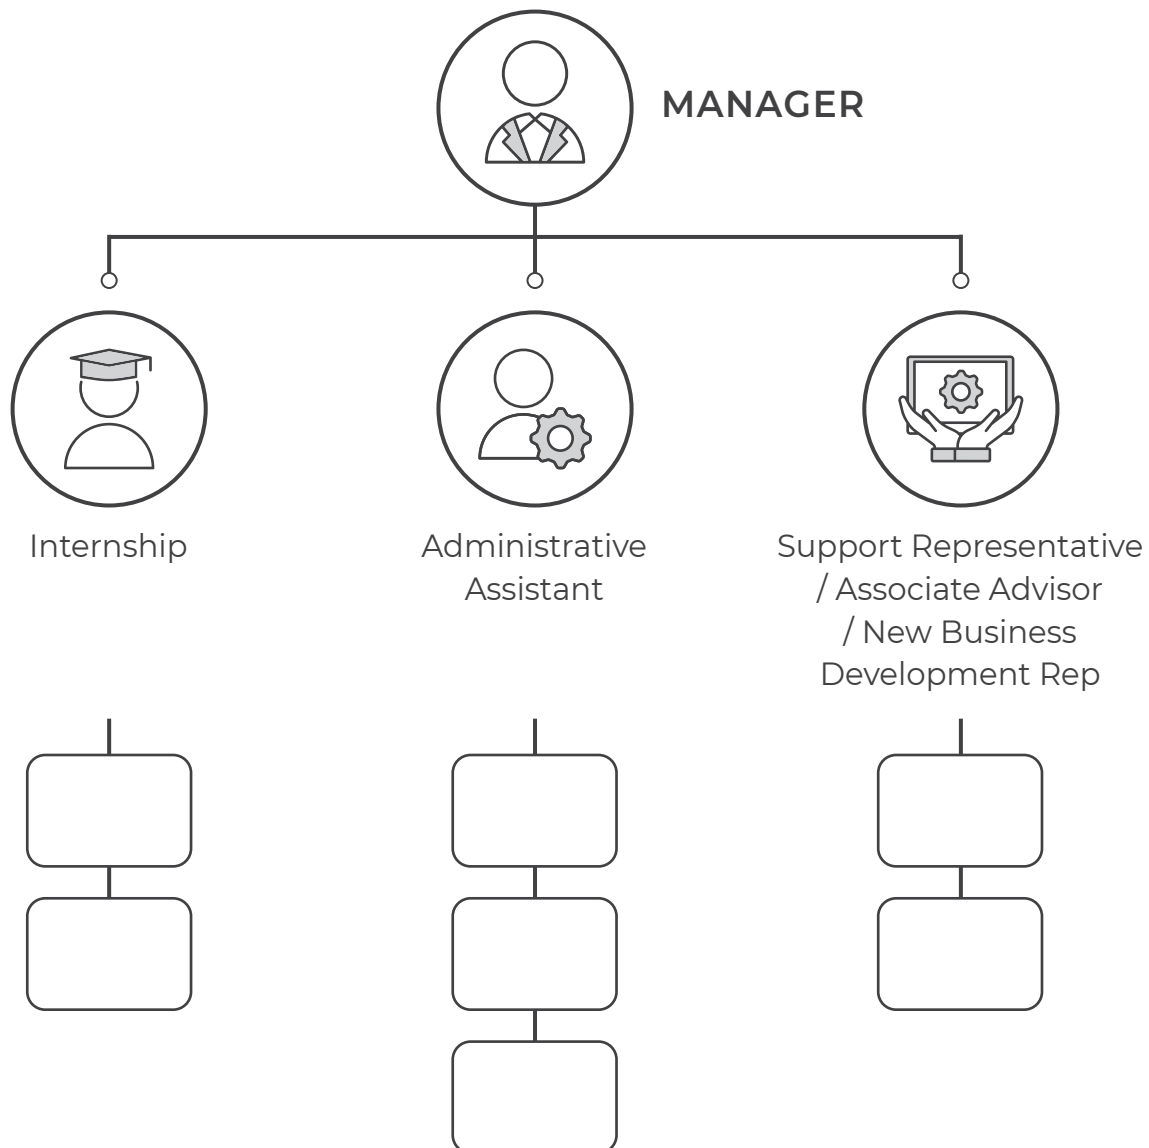 MANAGER
Internship
Administrative
Assistant
Support Representative
/ Associate Advisor
/ New Business
Development Rep